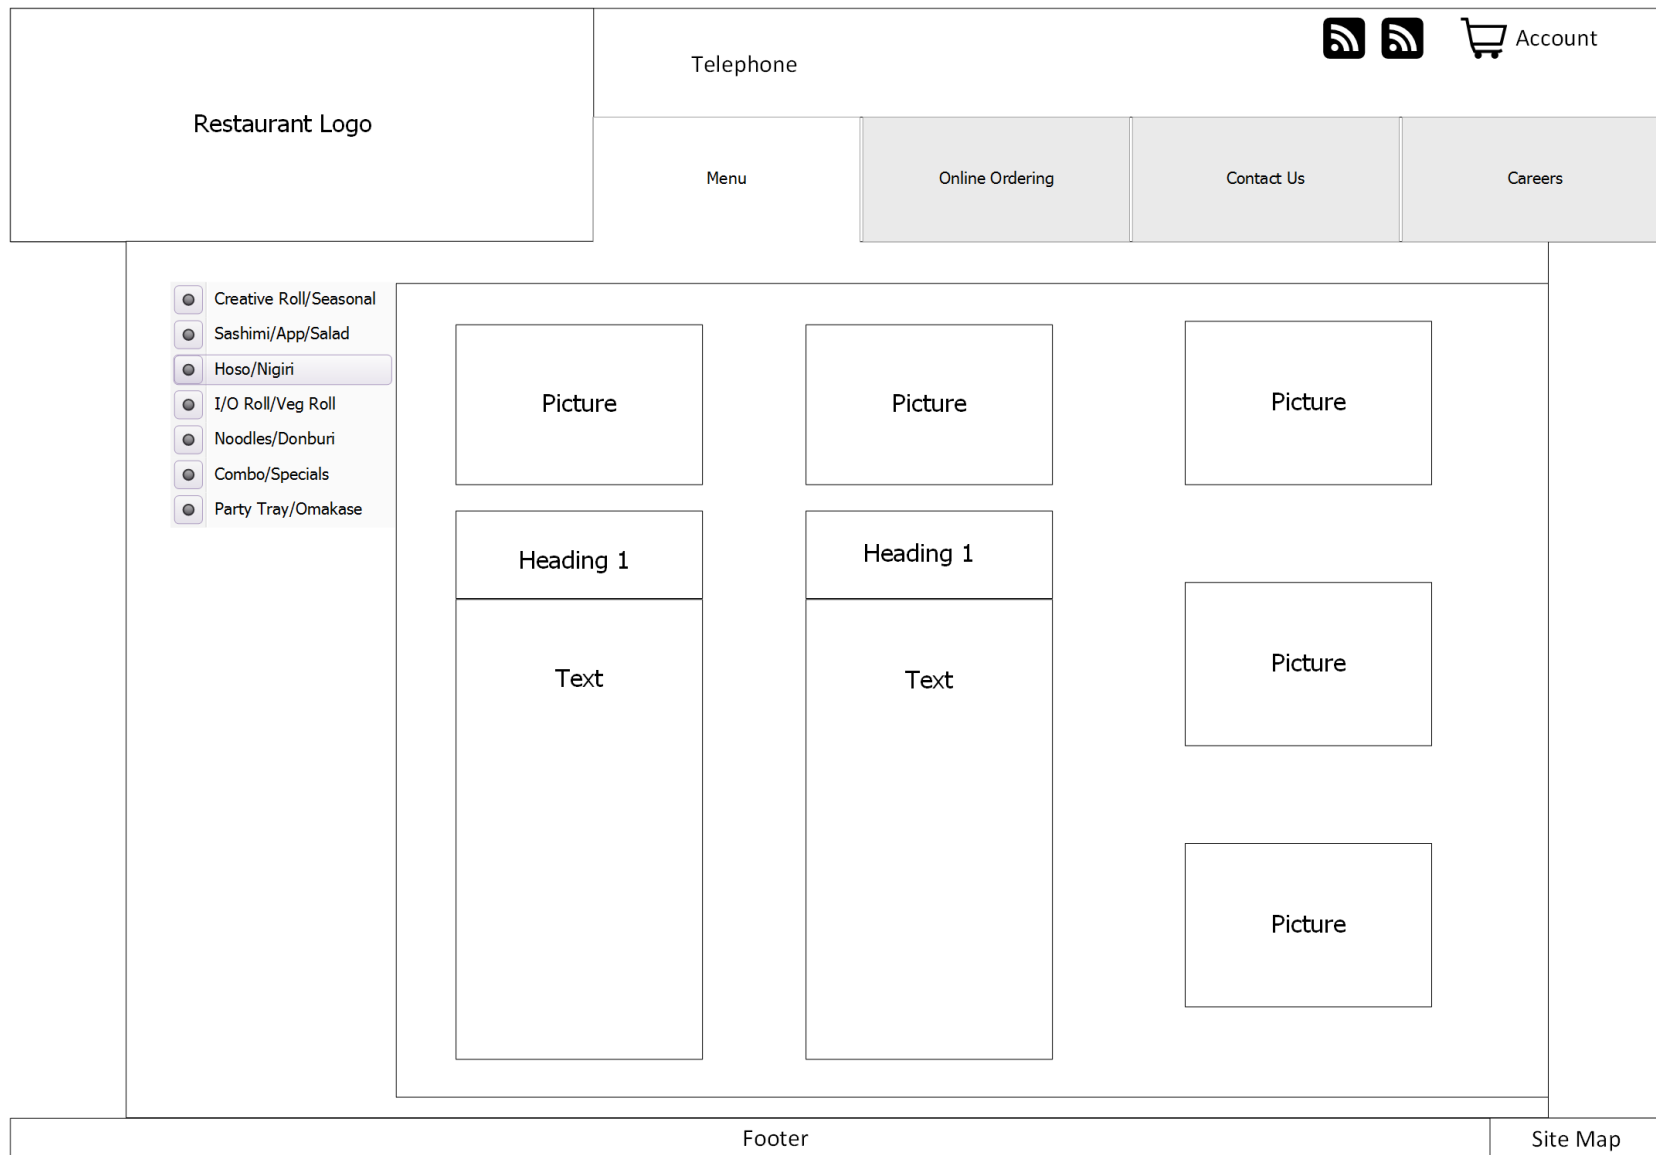 Account
Telephone
Restaurant Logo
Menu
Online Ordering
Contact Us
Careers
Creative Roll/Seasonal
Sashimi/App/Salad
Hoso/Nigiri
I/O Roll/Veg Roll
Noodles/Donburi
Combo/Specials
Party Tray/Omakase
Picture
Picture
Picture
Heading 1
Heading 1
Text
Text
Picture
Picture
Footer
Site Map